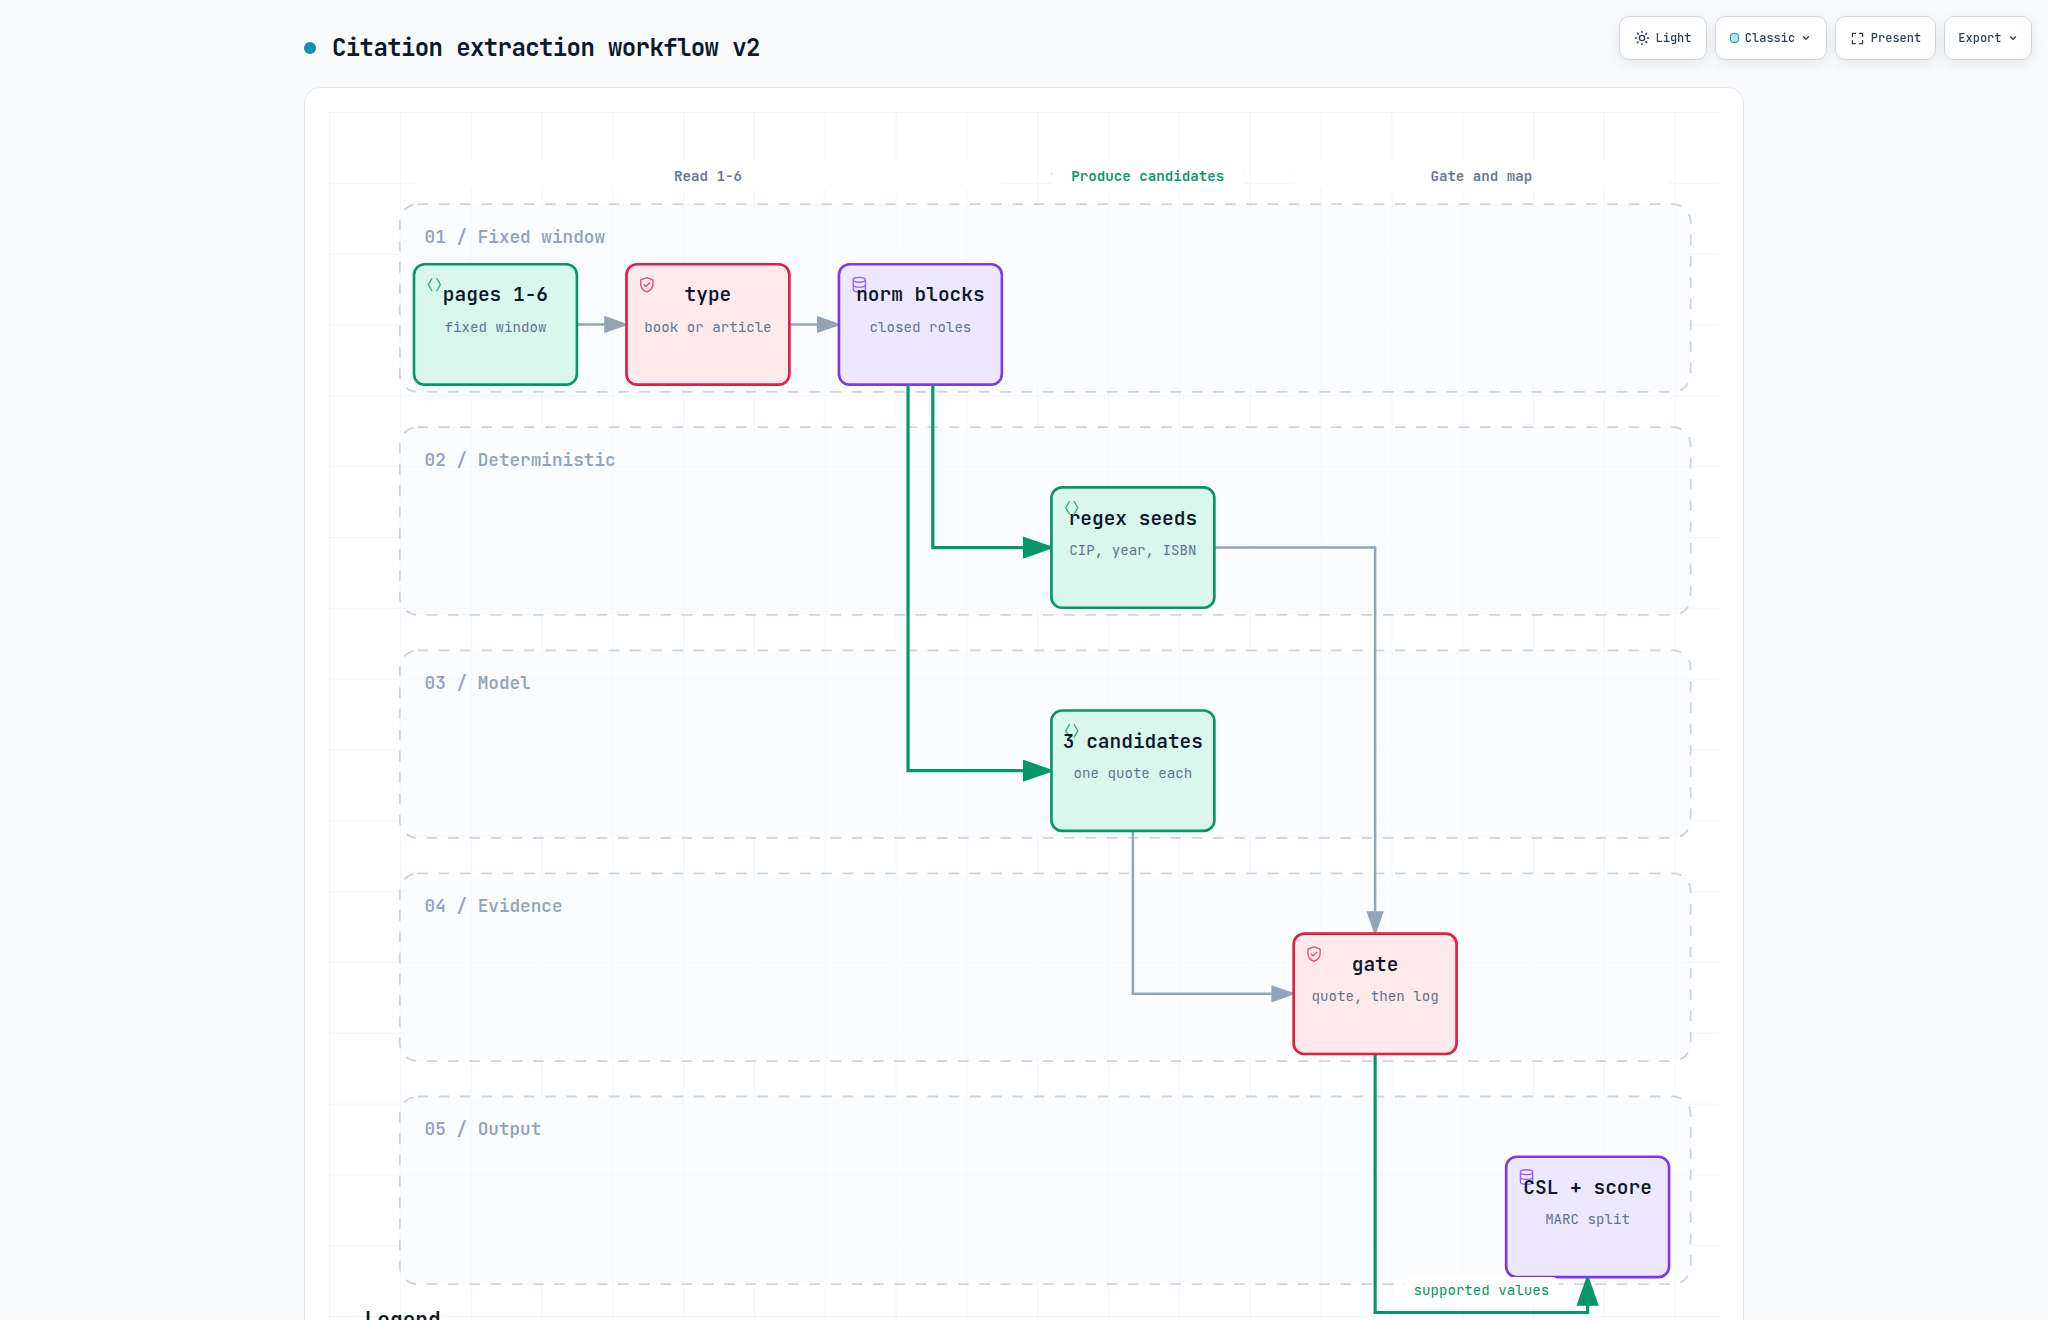 Citation extraction workflow v2
Light
Classic
Present
Export
Read 1-6
Produce candidates
Gate and map
01 / Fixed window
pages 1-6
fixed window
type
book or article
norm blocks
closed roles
02 / Deterministic
regex seeds
CIP, year, ISBN
03 / Model
3 candidates
one quote each
04 / Evidence
gate
quote, then log
05 / Output
CSL + score
MARC split
supported values
Legend